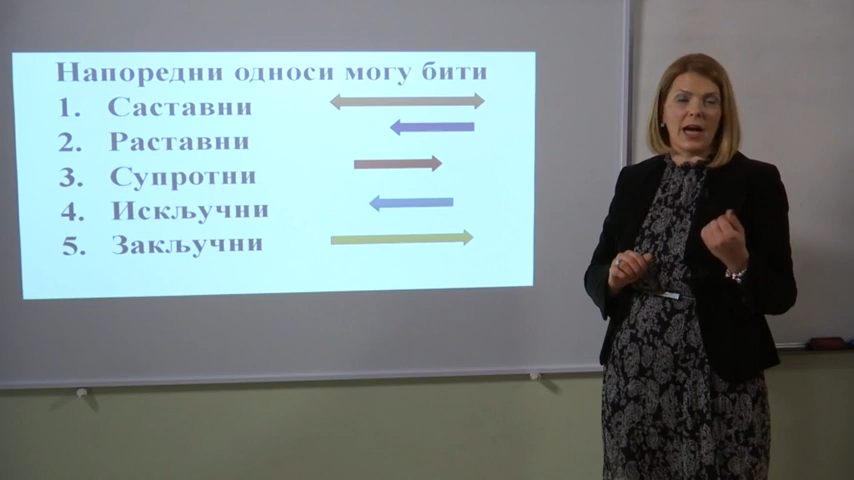 Напоредни односи могу бити
1. Саставни
2. Раставни
3. Супротни
4. Искључни
5. Закључни